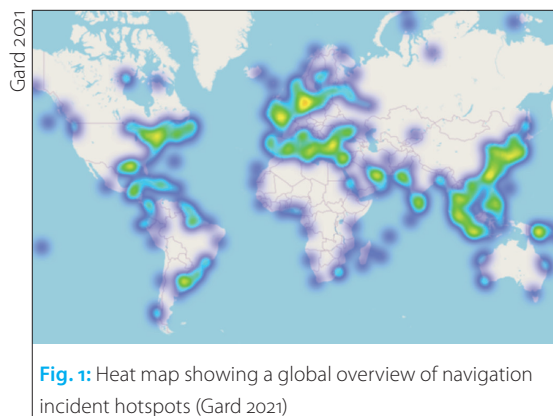 Gard 2021
Fig. 1: Heat map showing a global overview of navigation
incident hotspots (Gard 2021)